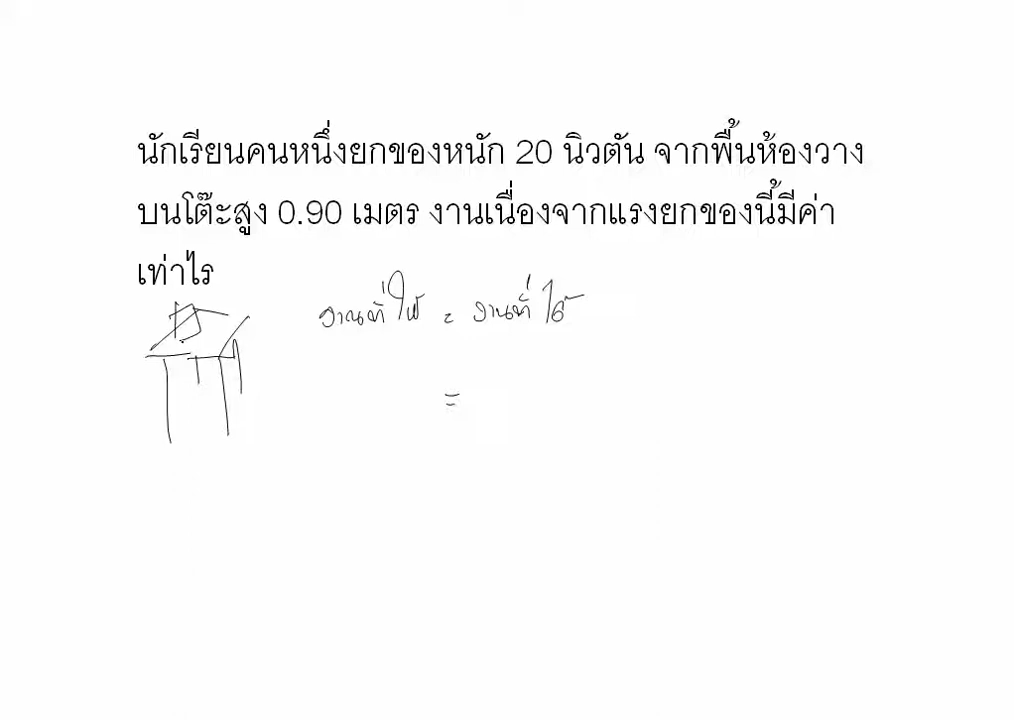 นักเรียนคนหนึ่งยกของหนัก 20 นิวตัน จากพื้นห้องวาง
บนโต๊ะสูง 0.90 เมตร งานเนื่องจากแรงยกของนี้มีค่า
เท่าไร
งานที่ให้ = งานที่ได้
=